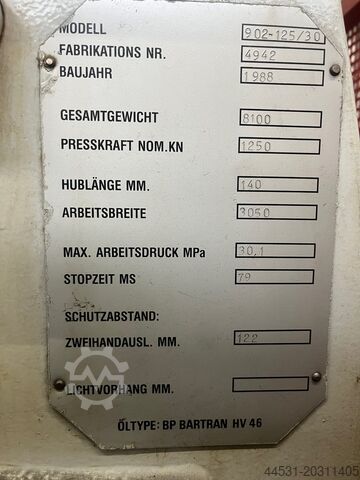 MODELL 902-125/30
FABRIKATIONS NR. 4942
BAUJAHR 1988
GESAMTGEWICHT 8100
PRESSKRAFT NOM.KN 1250
HUBLÄNGE MM. 140
ARBEITSBREITE 3050
MAX. ARBEITSDRUCK MPa 30,1
STOPZEIT MS 79
SCHUTZABSTAND:
ZWEIHANDAUSL. MM. 122
LICHTVORHANG MM.
ÖLTYPE: BP BARTRAN HV 46
Machineseeker
44531-20311405